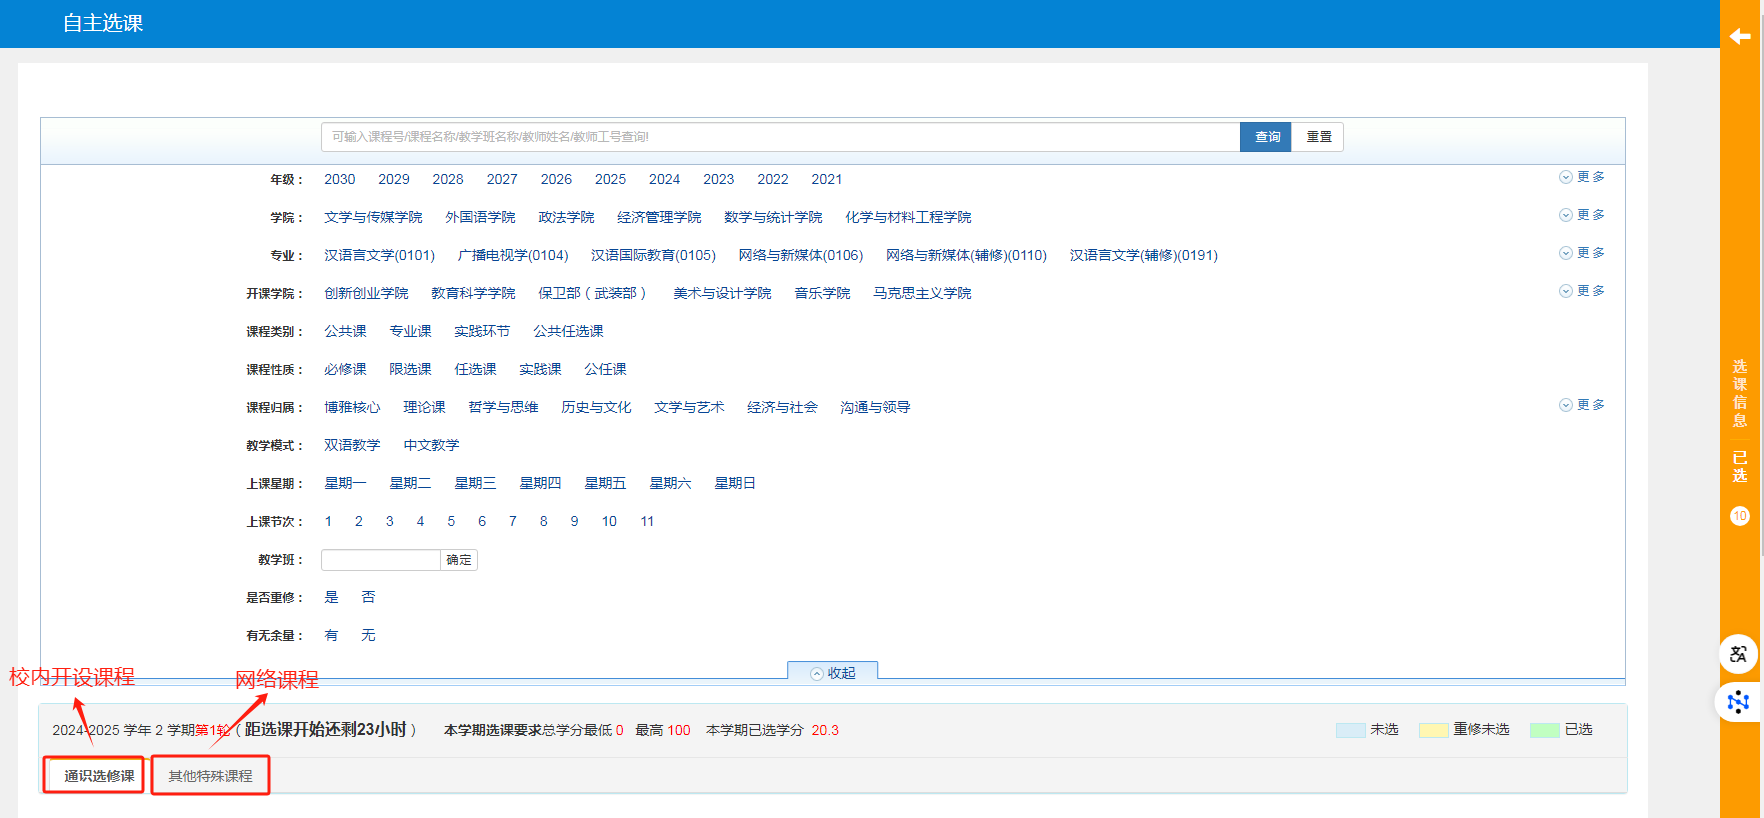 自主选课
可输入课程号/课程名称/教学班名称/教师姓名/教师工号查询! 查询 重置
年级： 2030 2029 2028 2027 2026 2025 2024 2023 2022 2021 更多
学院： 文学与传媒学院 外国语学院 政法学院 经济管理学院 数学与统计学院 化学与材料工程学院 更多
专业： 汉语言文学(0101) 广播电视学(0104) 汉语国际教育(0105) 网络与新媒体(0106) 网络与新媒体(辅修)(0110) 汉语言文学(辅修)(0191) 更多
开课学院： 创新创业学院 教育科学学院 保卫部（武装部） 美术与设计学院 音乐学院 马克思主义学院 更多
课程类别： 公共课 专业课 实践环节 公共任选课
课程性质： 必修课 限选课 任选课 实践课 公任课
课程归属： 博雅核心 理论课 哲学与思维 历史与文化 文学与艺术 经济与社会 沟通与领导 更多
教学模式： 双语教学 中文教学
上课星期： 星期一 星期二 星期三 星期四 星期五 星期六 星期日
上课节次： 1 2 3 4 5 6 7 8 9 10 11
教学班： 确定
是否重修： 是 否
有无余量： 有 无
收起
校内开设课程 网络课程
2024-2025 学年 2 学期第1轮（距选课开始还剩23小时） 本学期选课要求总学分最低 0 最高 100 本学期已选学分 20.3 未选 重修未选 已选
通识选修课 其他特殊课程
选课信息
已选
10